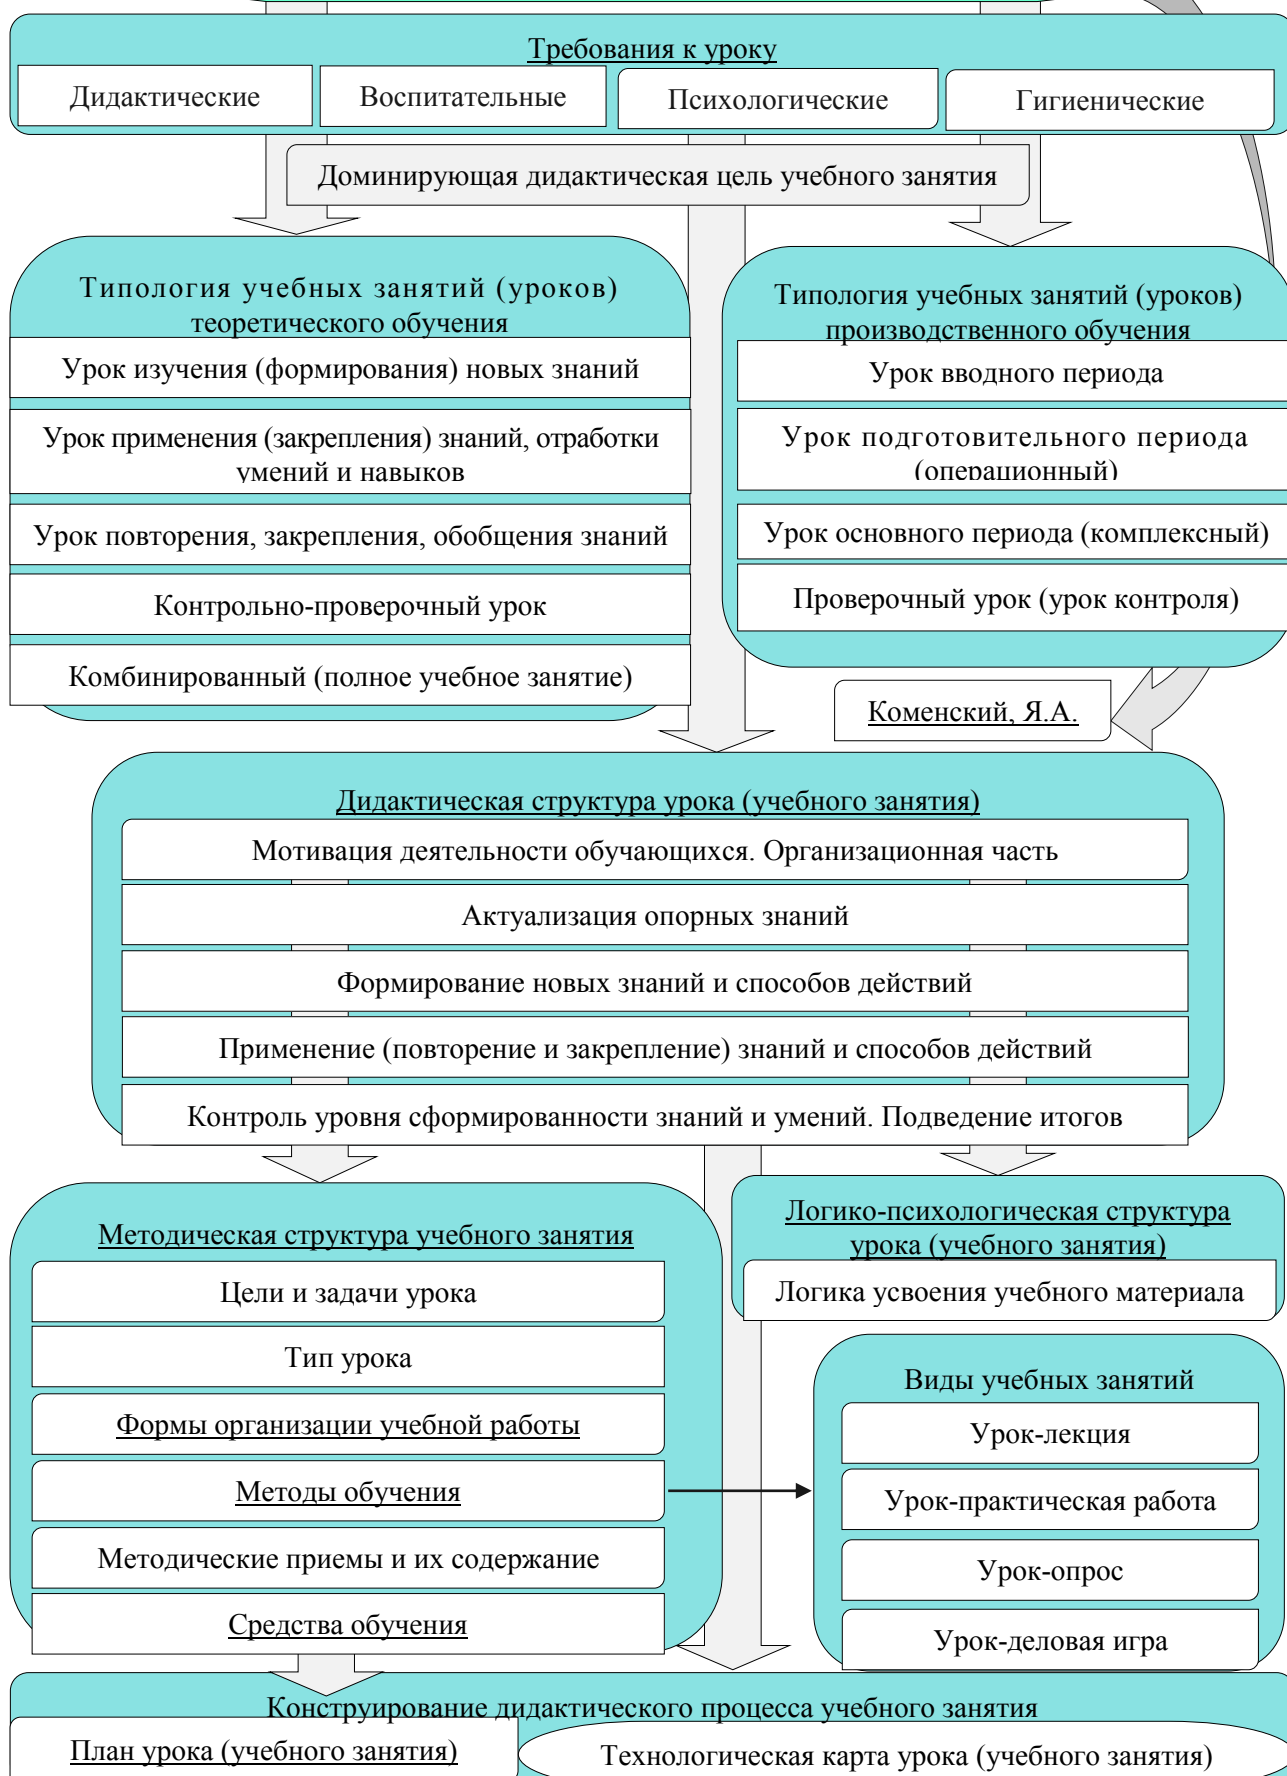 Требования к уроку
Дидактические
Воспитательные
Психологические
Гигиенические
Доминирующая дидактическая цель учебного занятия
Типология учебных занятий (уроков)
теоретического обучения
Урок изучения (формирования) новых знаний
Урок применения (закрепления) знаний, отработки
умений и навыков
Урок повторения, закрепления, обобщения знаний
Контрольно-проверочный урок
Комбинированный (полное учебное занятие)
Типология учебных занятий (уроков)
производственного обучения
Урок вводного периода
Урок подготовительного периода
(операционный)
Урок основного периода (комплексный)
Проверочный урок (урок контроля)
Коменский, Я.А.
Дидактическая структура урока (учебного занятия)
Мотивация деятельности обучающихся. Организационная часть
Актуализация опорных знаний
Формирование новых знаний и способов действий
Применение (повторение и закрепление) знаний и способов действий
Контроль уровня сформированности знаний и умений. Подведение итогов
Методическая структура учебного занятия
Цели и задачи урока
Тип урока
Формы организации учебной работы
Методы обучения
Методические приемы и их содержание
Средства обучения
Логико-психологическая структура
урока (учебного занятия)
Логика усвоения учебного материала
Виды учебных занятий
Урок-лекция
Урок-практическая работа
Урок-опрос
Урок-деловая игра
Конструирование дидактического процесса учебного занятия
План урока (учебного занятия)
Технологическая карта урока (учебного занятия)